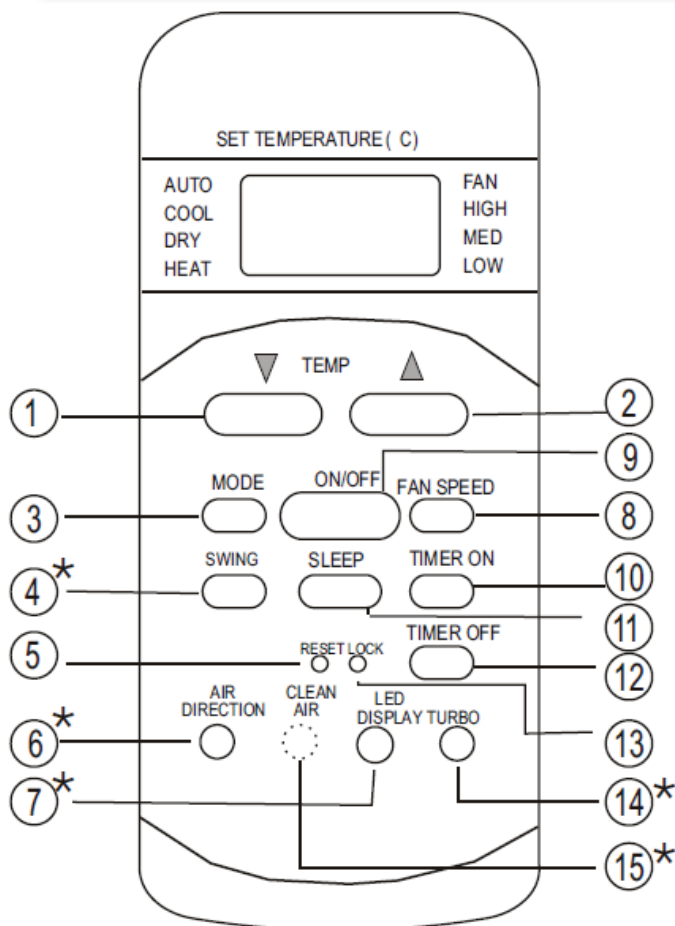 SET TEMPERATURE( C)
AUTO
COOL
DRY
HEAT
FAN
HIGH
MED
LOW
TEMP
1
2
9
MODE
ON/OFF
FAN SPEED
3
8
SWING
SLEEP
TIMER ON
4*
10
11
TIMER OFF
5
RESET LOCK
12
AIR
DIRECTION
CLEAN
AIR
LED
DISPLAY TURBO
6*
13
7*
14*
15*